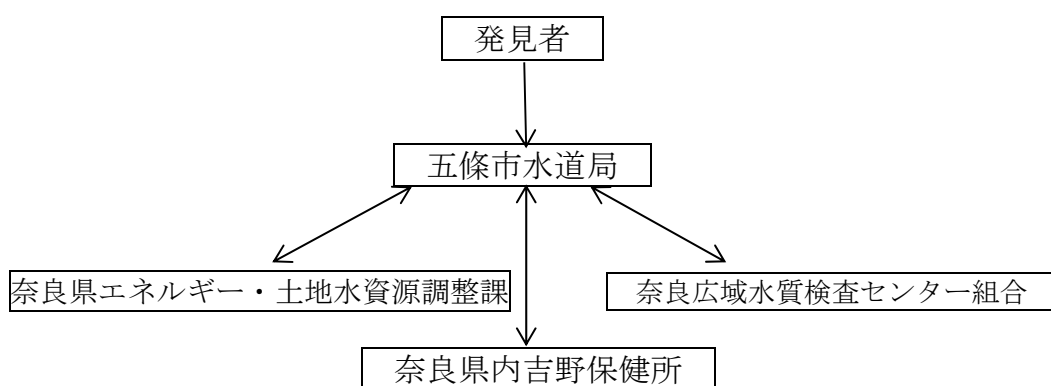 発見者
五條市水道局
奈良県エネルギー・土地水資源調整課
奈良広域水質検査センター組合
奈良県内吉野保健所